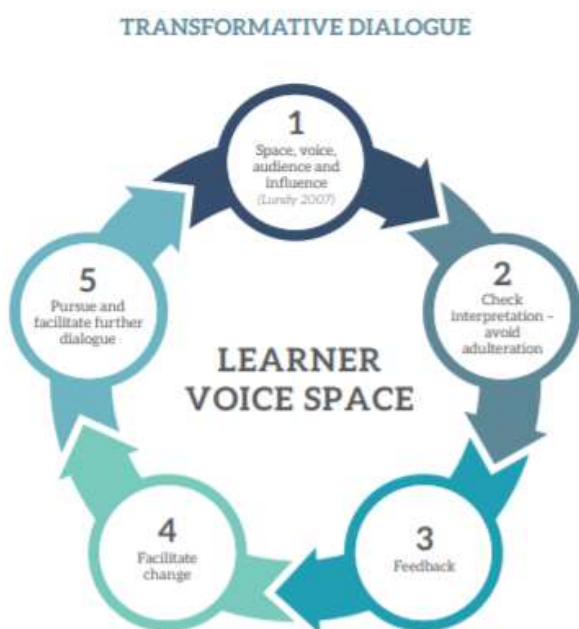 TRANSFORMATIVE DIALOGUE
1
Space, voice,
audience and
influence
(Lundy 2007)
2
Check
interpretation –
avoid
adulteration
3
Feedback
4
Facilitate
change
5
Pursue and
facilitate further
dialogue
LEARNER
VOICE SPACE